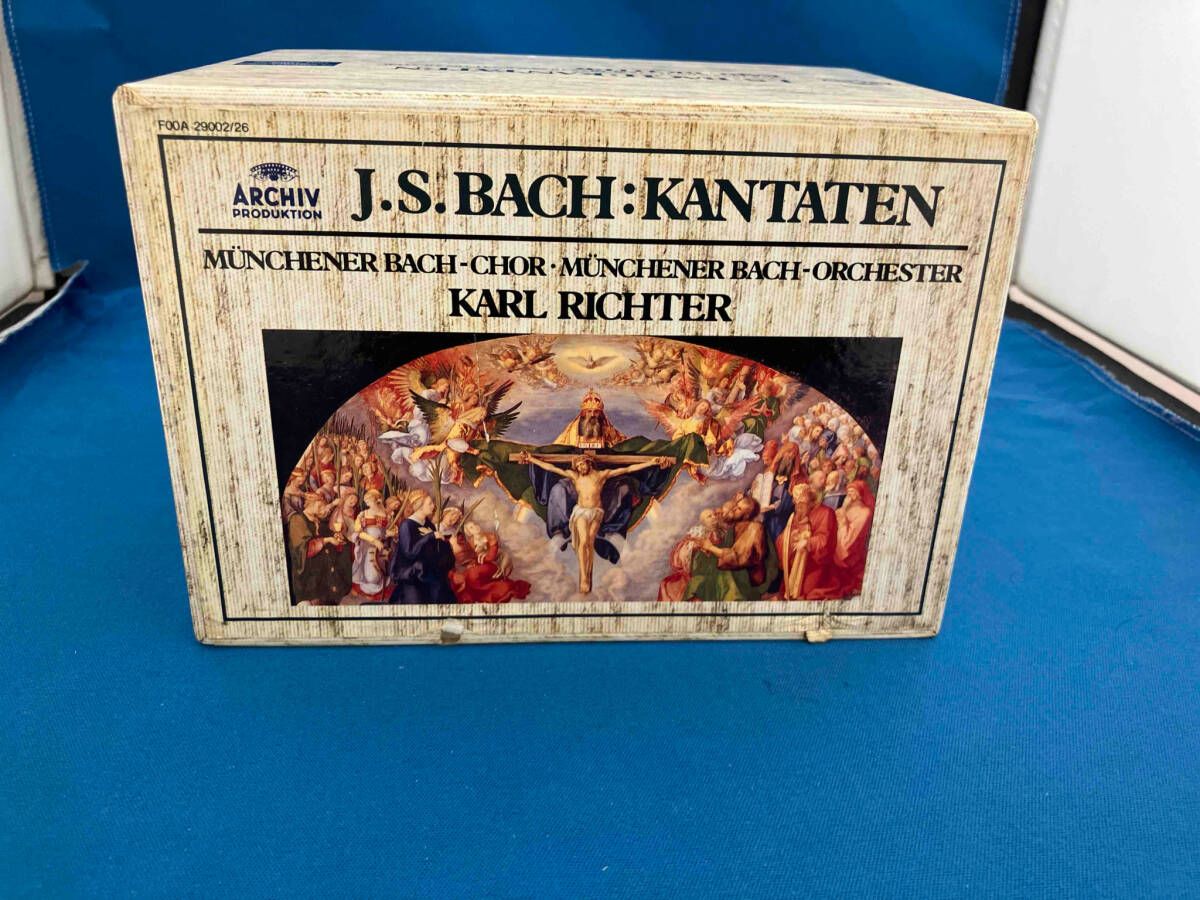 F00A 29002/26
ARCHIV
PRODUKTION
J.S.BACH:KANTATEN
MÜNCHENER BACH-CHOR·MÜNCHENER BACH-ORCHESTER
KARL RICHTER